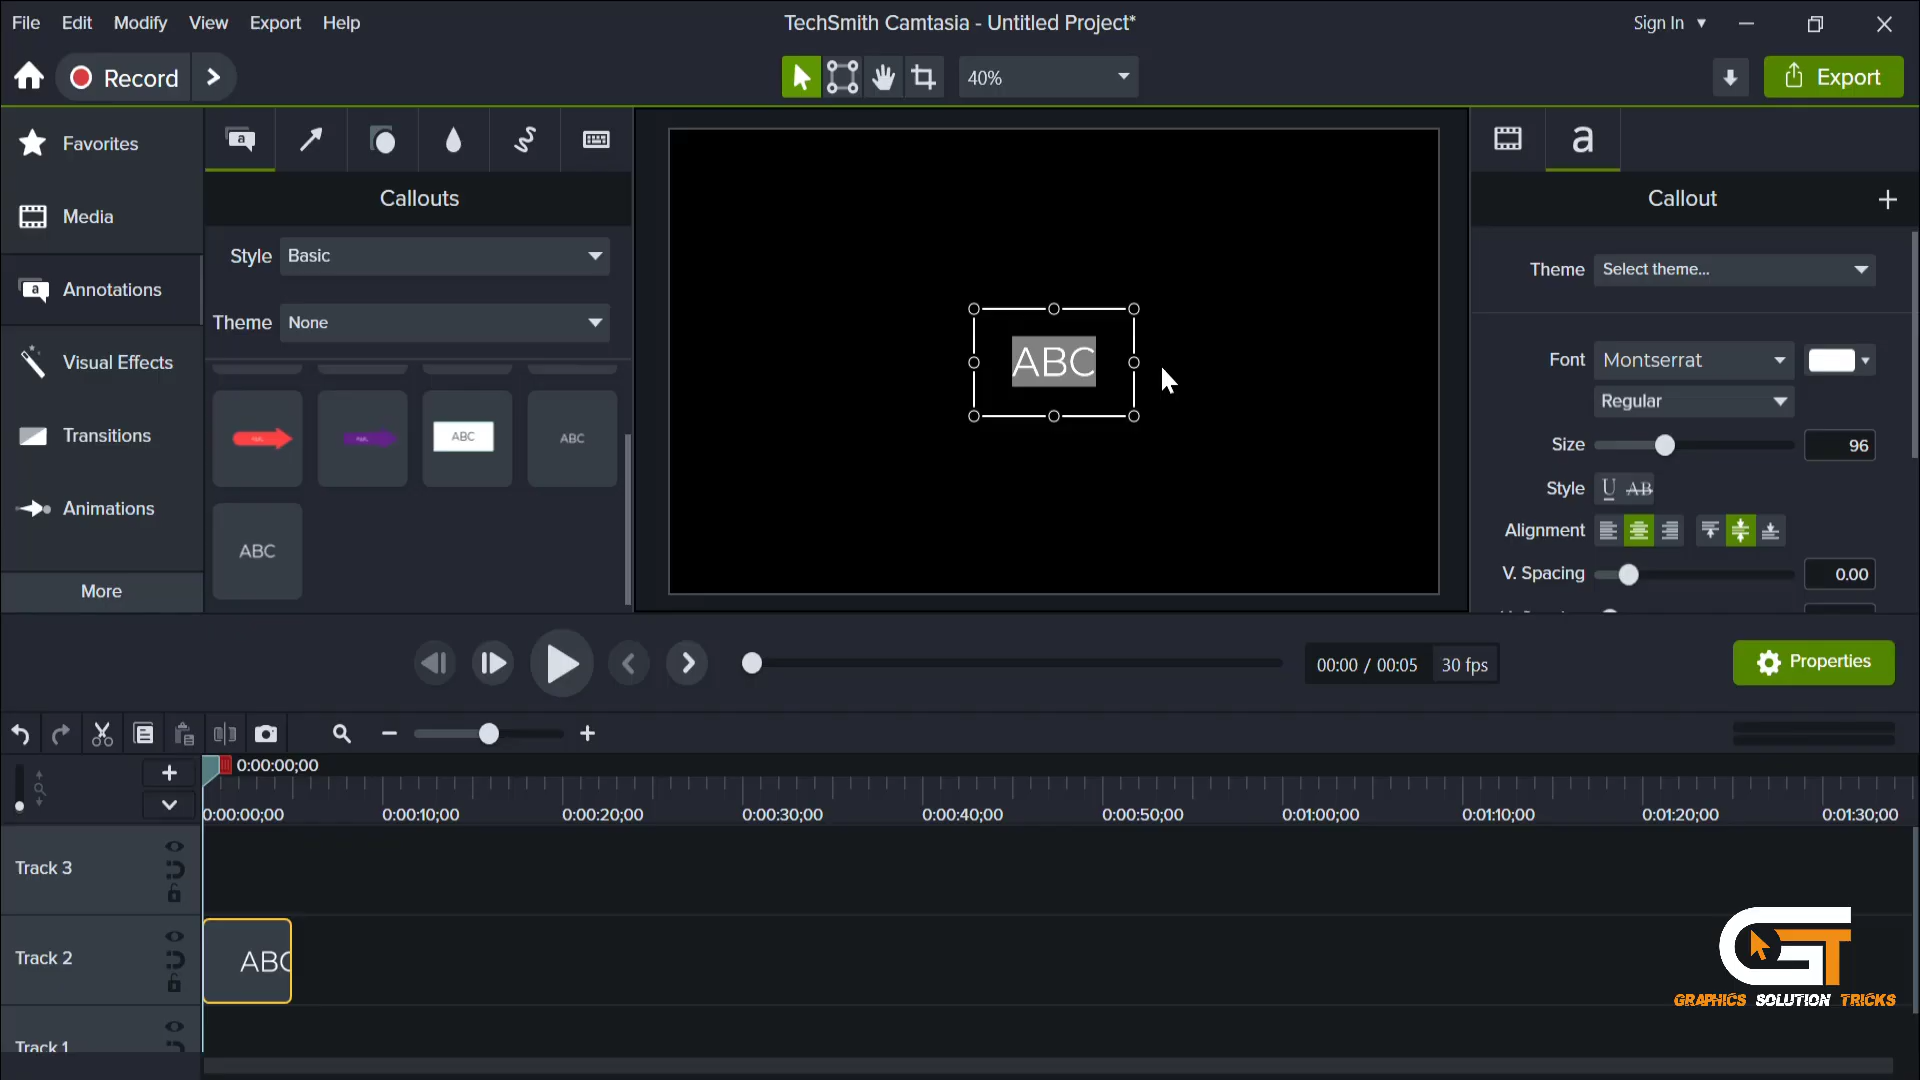 File Edit Modify View Export Help
TechSmith Camtasia - Untitled Project*
Sign In
Record
40%
Export
Favorites
Media
Annotations
Visual Effects
Transitions
Animations
More
a
Callouts
Style Basic
Theme None
ABC
ABC
ABC
ABC
a
Callout
Theme Select theme...
Font Montserrat
Regular
Size 96
Style U AB
Alignment
V. Spacing 0.00
00:00 / 00:05 30 fps
Properties
0:00:00;00
0:00:00;00 0:00:10;00 0:00:20;00 0:00:30;00 0:00:40;00 0:00:50;00 0:01:00;00 0:01:10;00 0:01:20;00 0:01:30;00
Track 3
Track 2
ABC
Track 1
GT
GRAPHICS SOLUTION TRICKS